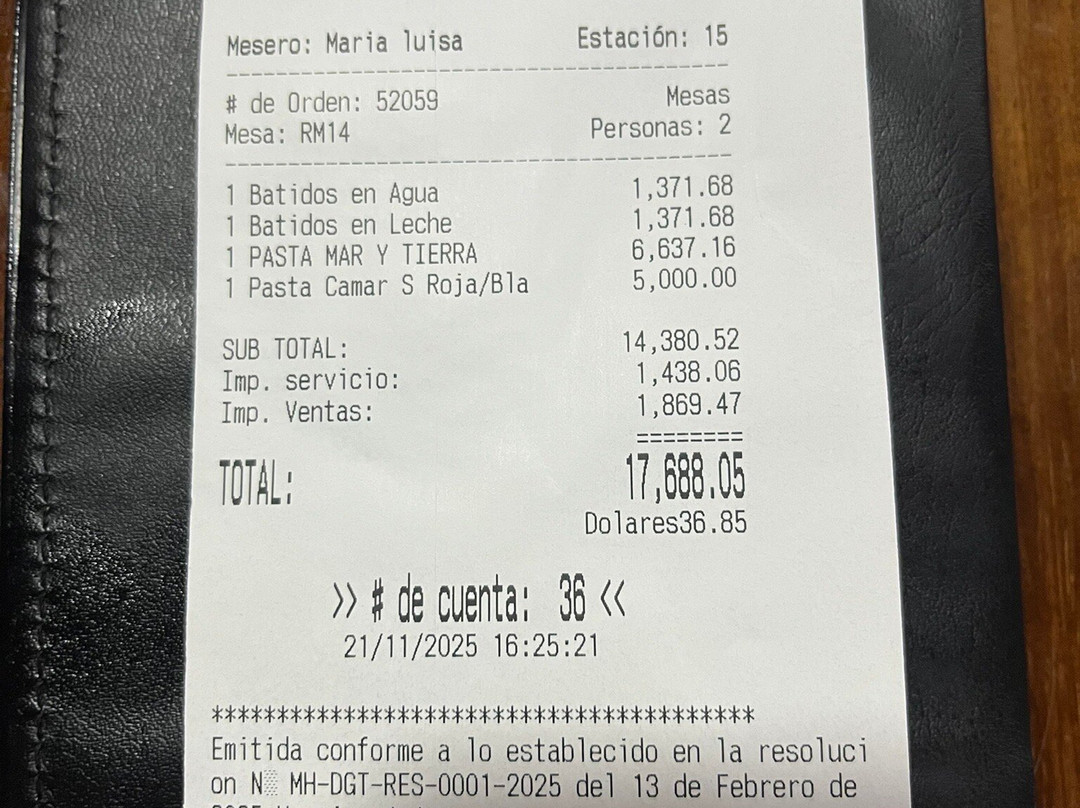 Mesero: Maria luisa Estación: 15
----------------------------------------
# de Orden: 52059 Mesas
Mesa: RM14 Personas: 2
----------------------------------------
1 Batidos en Agua 1,371.68
1 Batidos en Leche 1,371.68
1 PASTA MAR Y TIERRA 6,637.16
1 Pasta Camar S Roja/Bla 5,000.00
SUB TOTAL: 14,380.52
Imp. servicio: 1,438.06
Imp. Ventas: 1,869.47
========
TOTAL: 17,688.05
Dolares36.85
>> # de cuenta: 36 <<
21/11/2025 16:25:21
******************************************
Emitida conforme a lo establecido en la resoluci
on N MH-DGT-RES-0001-2025 del 13 de Febrero de